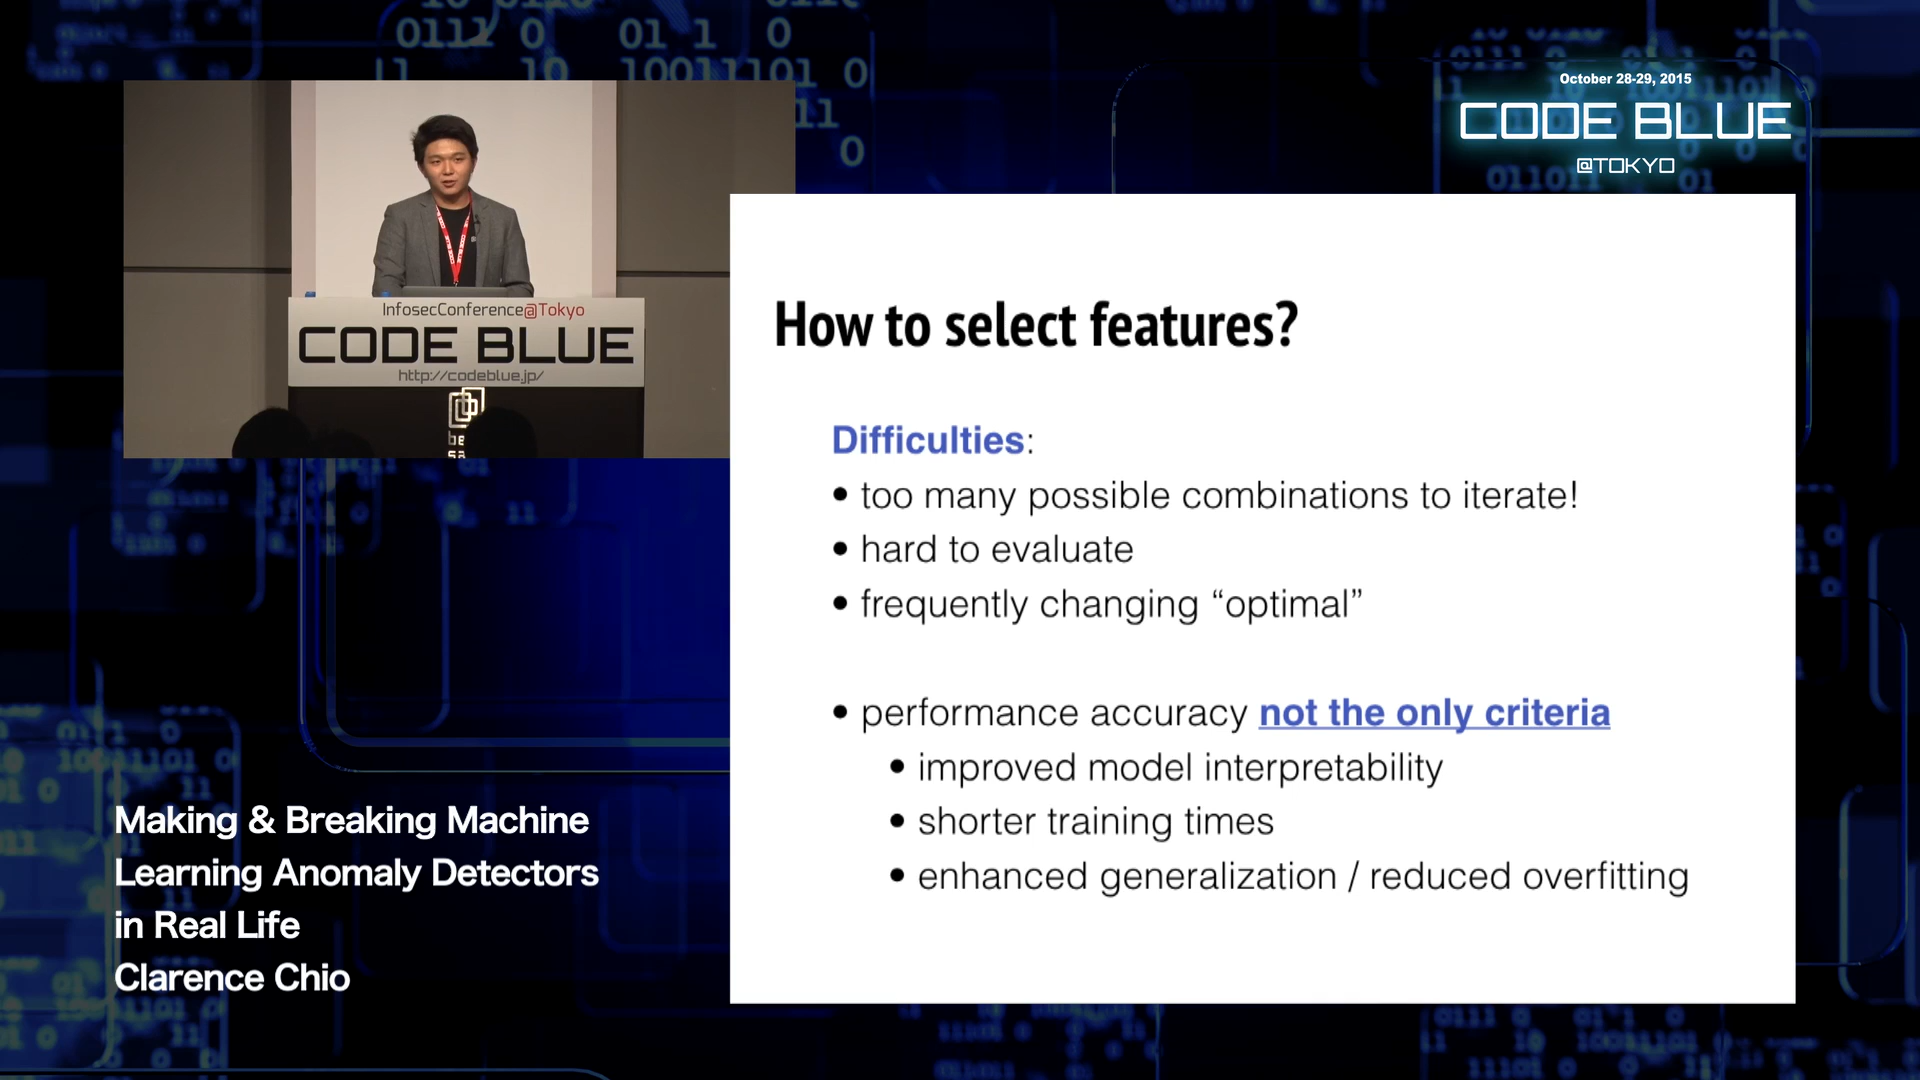 October 28-29, 2015
CODE BLUE
@TOKYO
InfosecConference@Tokyo
CODE BLUE
http://codeblue.jp/
How to select features?
Difficulties:
• too many possible combinations to iterate!
• hard to evaluate
• frequently changing “optimal”
• performance accuracy not the only criteria
• improved model interpretability
• shorter training times
• enhanced generalization / reduced overfitting
Making & Breaking Machine
Learning Anomaly Detectors
in Real Life
Clarence Chio